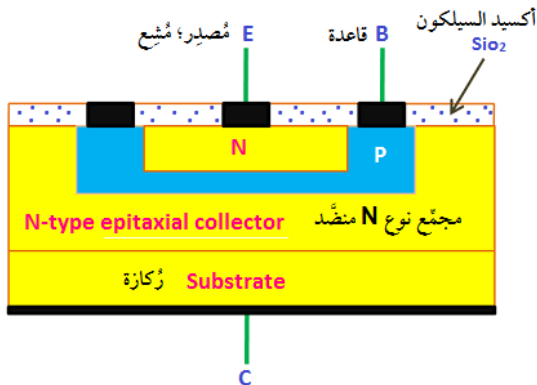 أكسيد السيلكون
Sio₂
مُصدِر؛ مُشِع E
قاعدة B
N
P
N-type epitaxial collector
مجمّع نوع N منضَّد
رُكازة Substrate
C